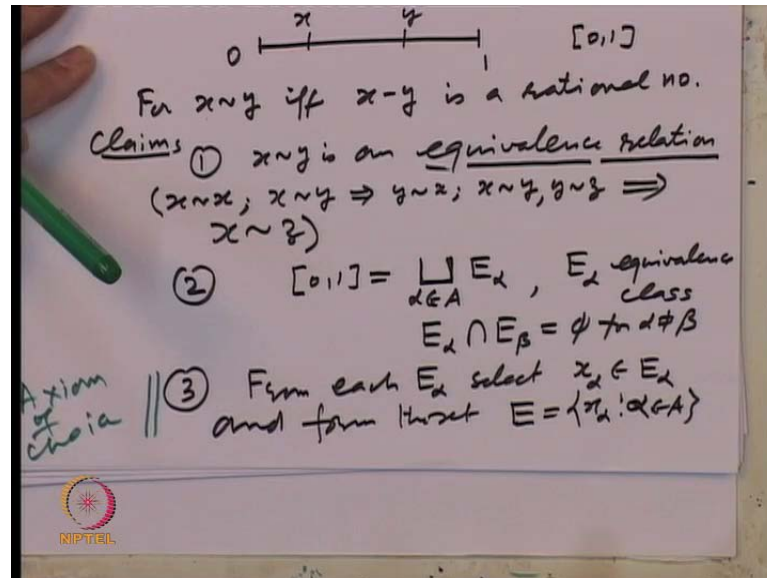 x y
0 1 [0,1]
For x~y iff x-y is a rational no.
Claims ① x~y is an equivalence relation
(x~x; x~y ⇒ y~x; x~y, y~z ⟹
x~z)
② [0,1] = ⨆ E_α , E_α equivalence
α∈A class
E_α ∩ E_β = φ for α≠β
Axiom of choice ③ From each E_α select x_α ∈ E_α
and form the set E = {x_α : α∈A}
NPTEL